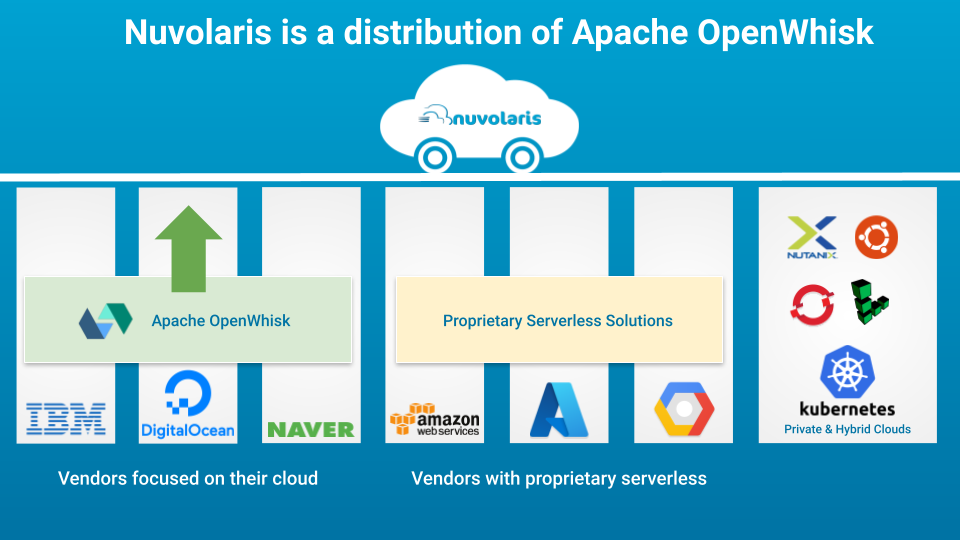 Nuvolaris is a distribution of Apache OpenWhisk
nuvolaris
NUTANIX
Apache OpenWhisk
Proprietary Serverless Solutions
IBM
DigitalOcean
NAVER
amazon
web services
kubernetes
Private & Hybrid Clouds
Vendors focused on their cloud
Vendors with proprietary serverless